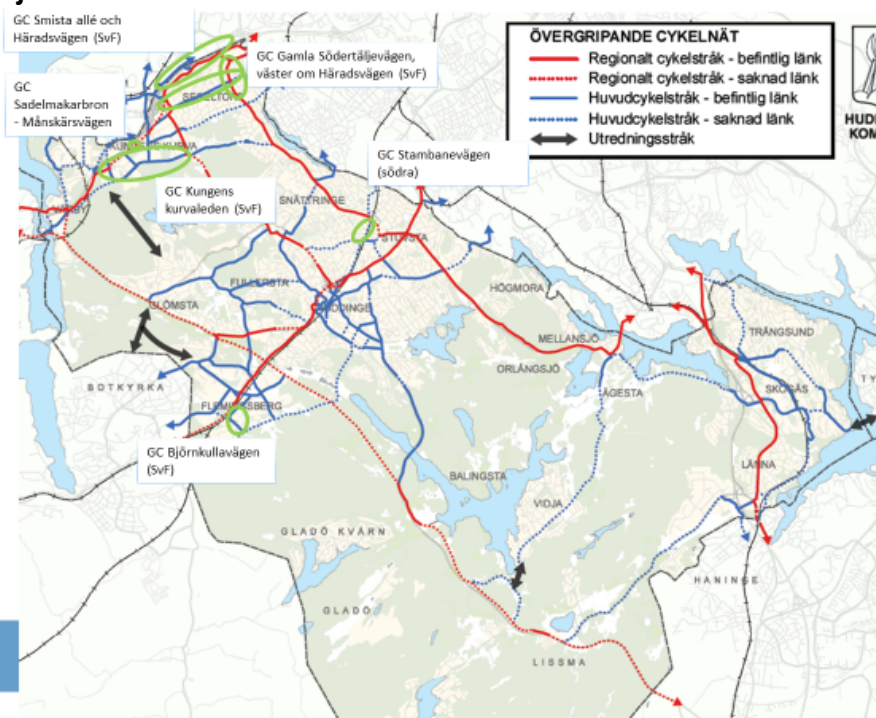 GC Smista allé och
Häradsvägen (SvF)
GC Gamla Södertäljevägen,
väster om Häradsvägen (SvF)
GC
Sadelmakarbron
- Månskärsvägen
GC Stambanevägen
(södra)
GC Kungens
kurvaleden (SvF)
GC Björnkullavägen
(SvF)
ÖVERGRIPANDE CYKELNÄT
Regionalt cykelstråk - befintlig länk
Regionalt cykelstråk - saknad länk
Huvudcykelstråk - befintlig länk
Huvudcykelstråk - saknad länk
Utredningsstråk
SNÄTTRINGE
STUVSTA
FULLERSTA
GLÖMSTA
HÖGMORA
MELLANSJÖ
ORLÅNGSJÖ
ÅGESTA
TRÅNGSUND
SKOGÅS
LÄNNA
BOTKYRKA
BALINGSTA
VIDJA
GLADÖ KVARN
GLADÖ
LISSMA
HANINGE